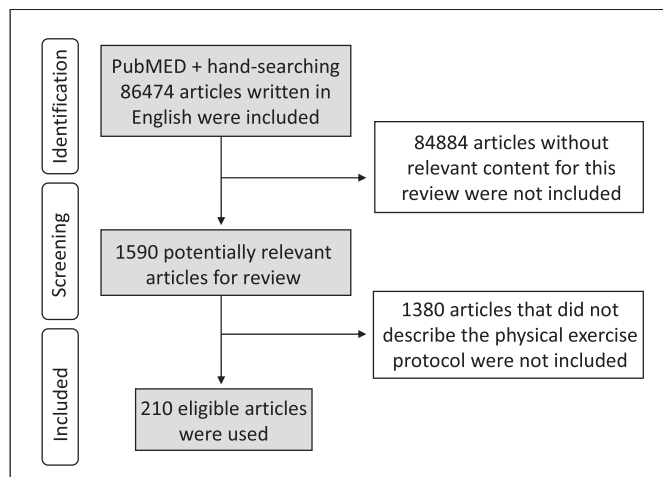 Identification
PubMED + hand-searching
86474 articles written in
English were included
84884 articles without
relevant content for this
review were not included
Screening
1590 potentially relevant
articles for review
1380 articles that did not
describe the physical exercise
protocol were not included
Included
210 eligible articles
were used